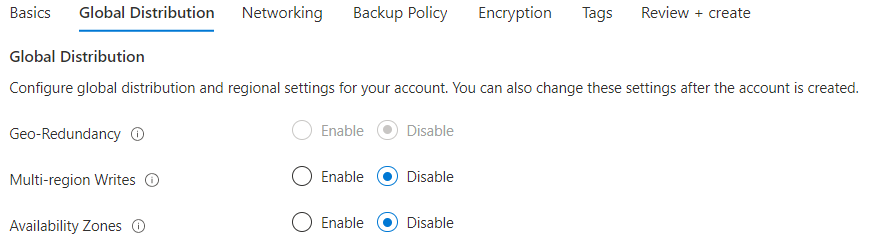 Basics Global Distribution Networking Backup Policy Encryption Tags Review + create
Global Distribution
Configure global distribution and regional settings for your account. You can also change these settings after the account is created.
Geo-Redundancy Enable Disable
Multi-region Writes Enable Disable
Availability Zones Enable Disable